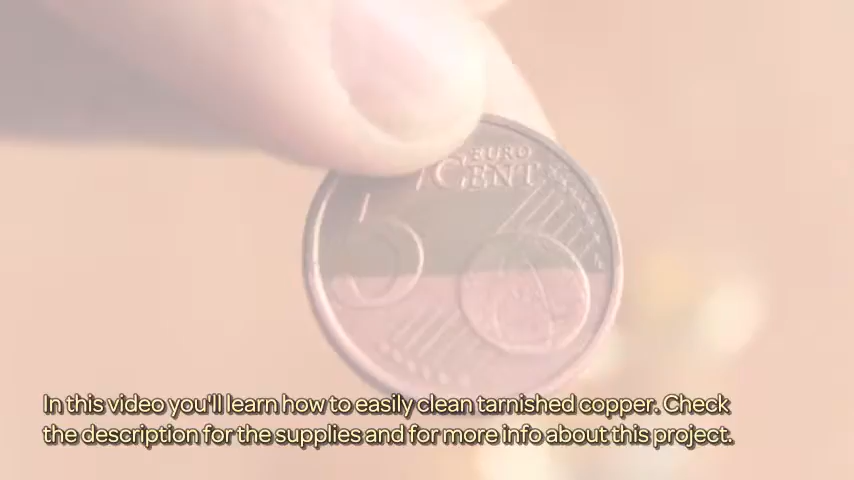 EURO
CENT
5
In this video you'll learn how to easily clean tarnished copper. Check
the description for the supplies and for more info about this project.